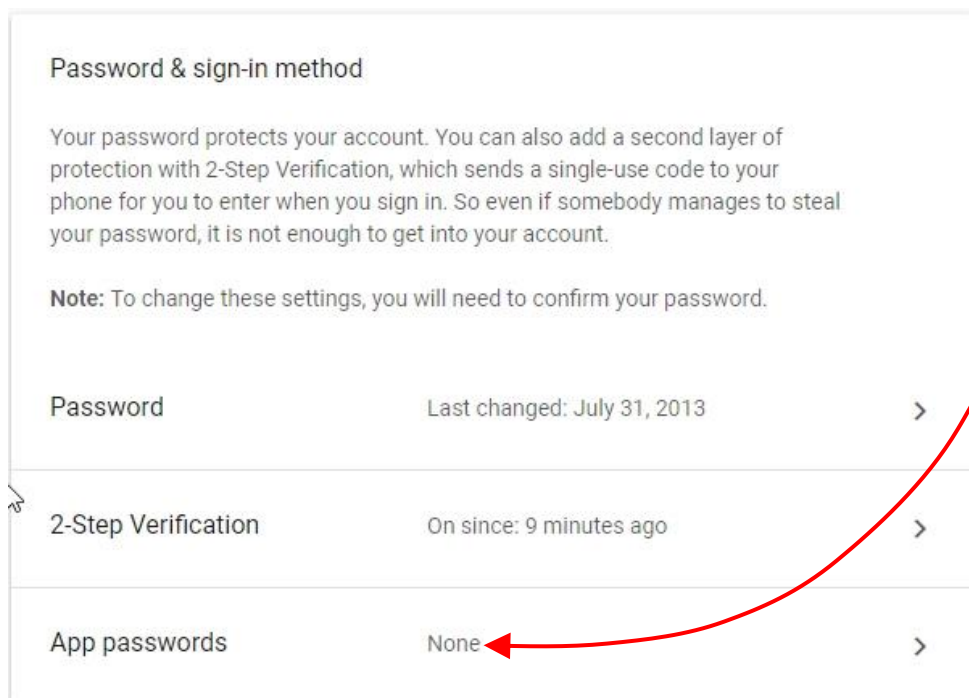 Password & sign-in method
Your password protects your account. You can also add a second layer of
protection with 2-Step Verification, which sends a single-use code to your
phone for you to enter when you sign in. So even if somebody manages to steal
your password, it is not enough to get into your account.
Note: To change these settings, you will need to confirm your password.
Password Last changed: July 31, 2013
2-Step Verification On since: 9 minutes ago
App passwords None